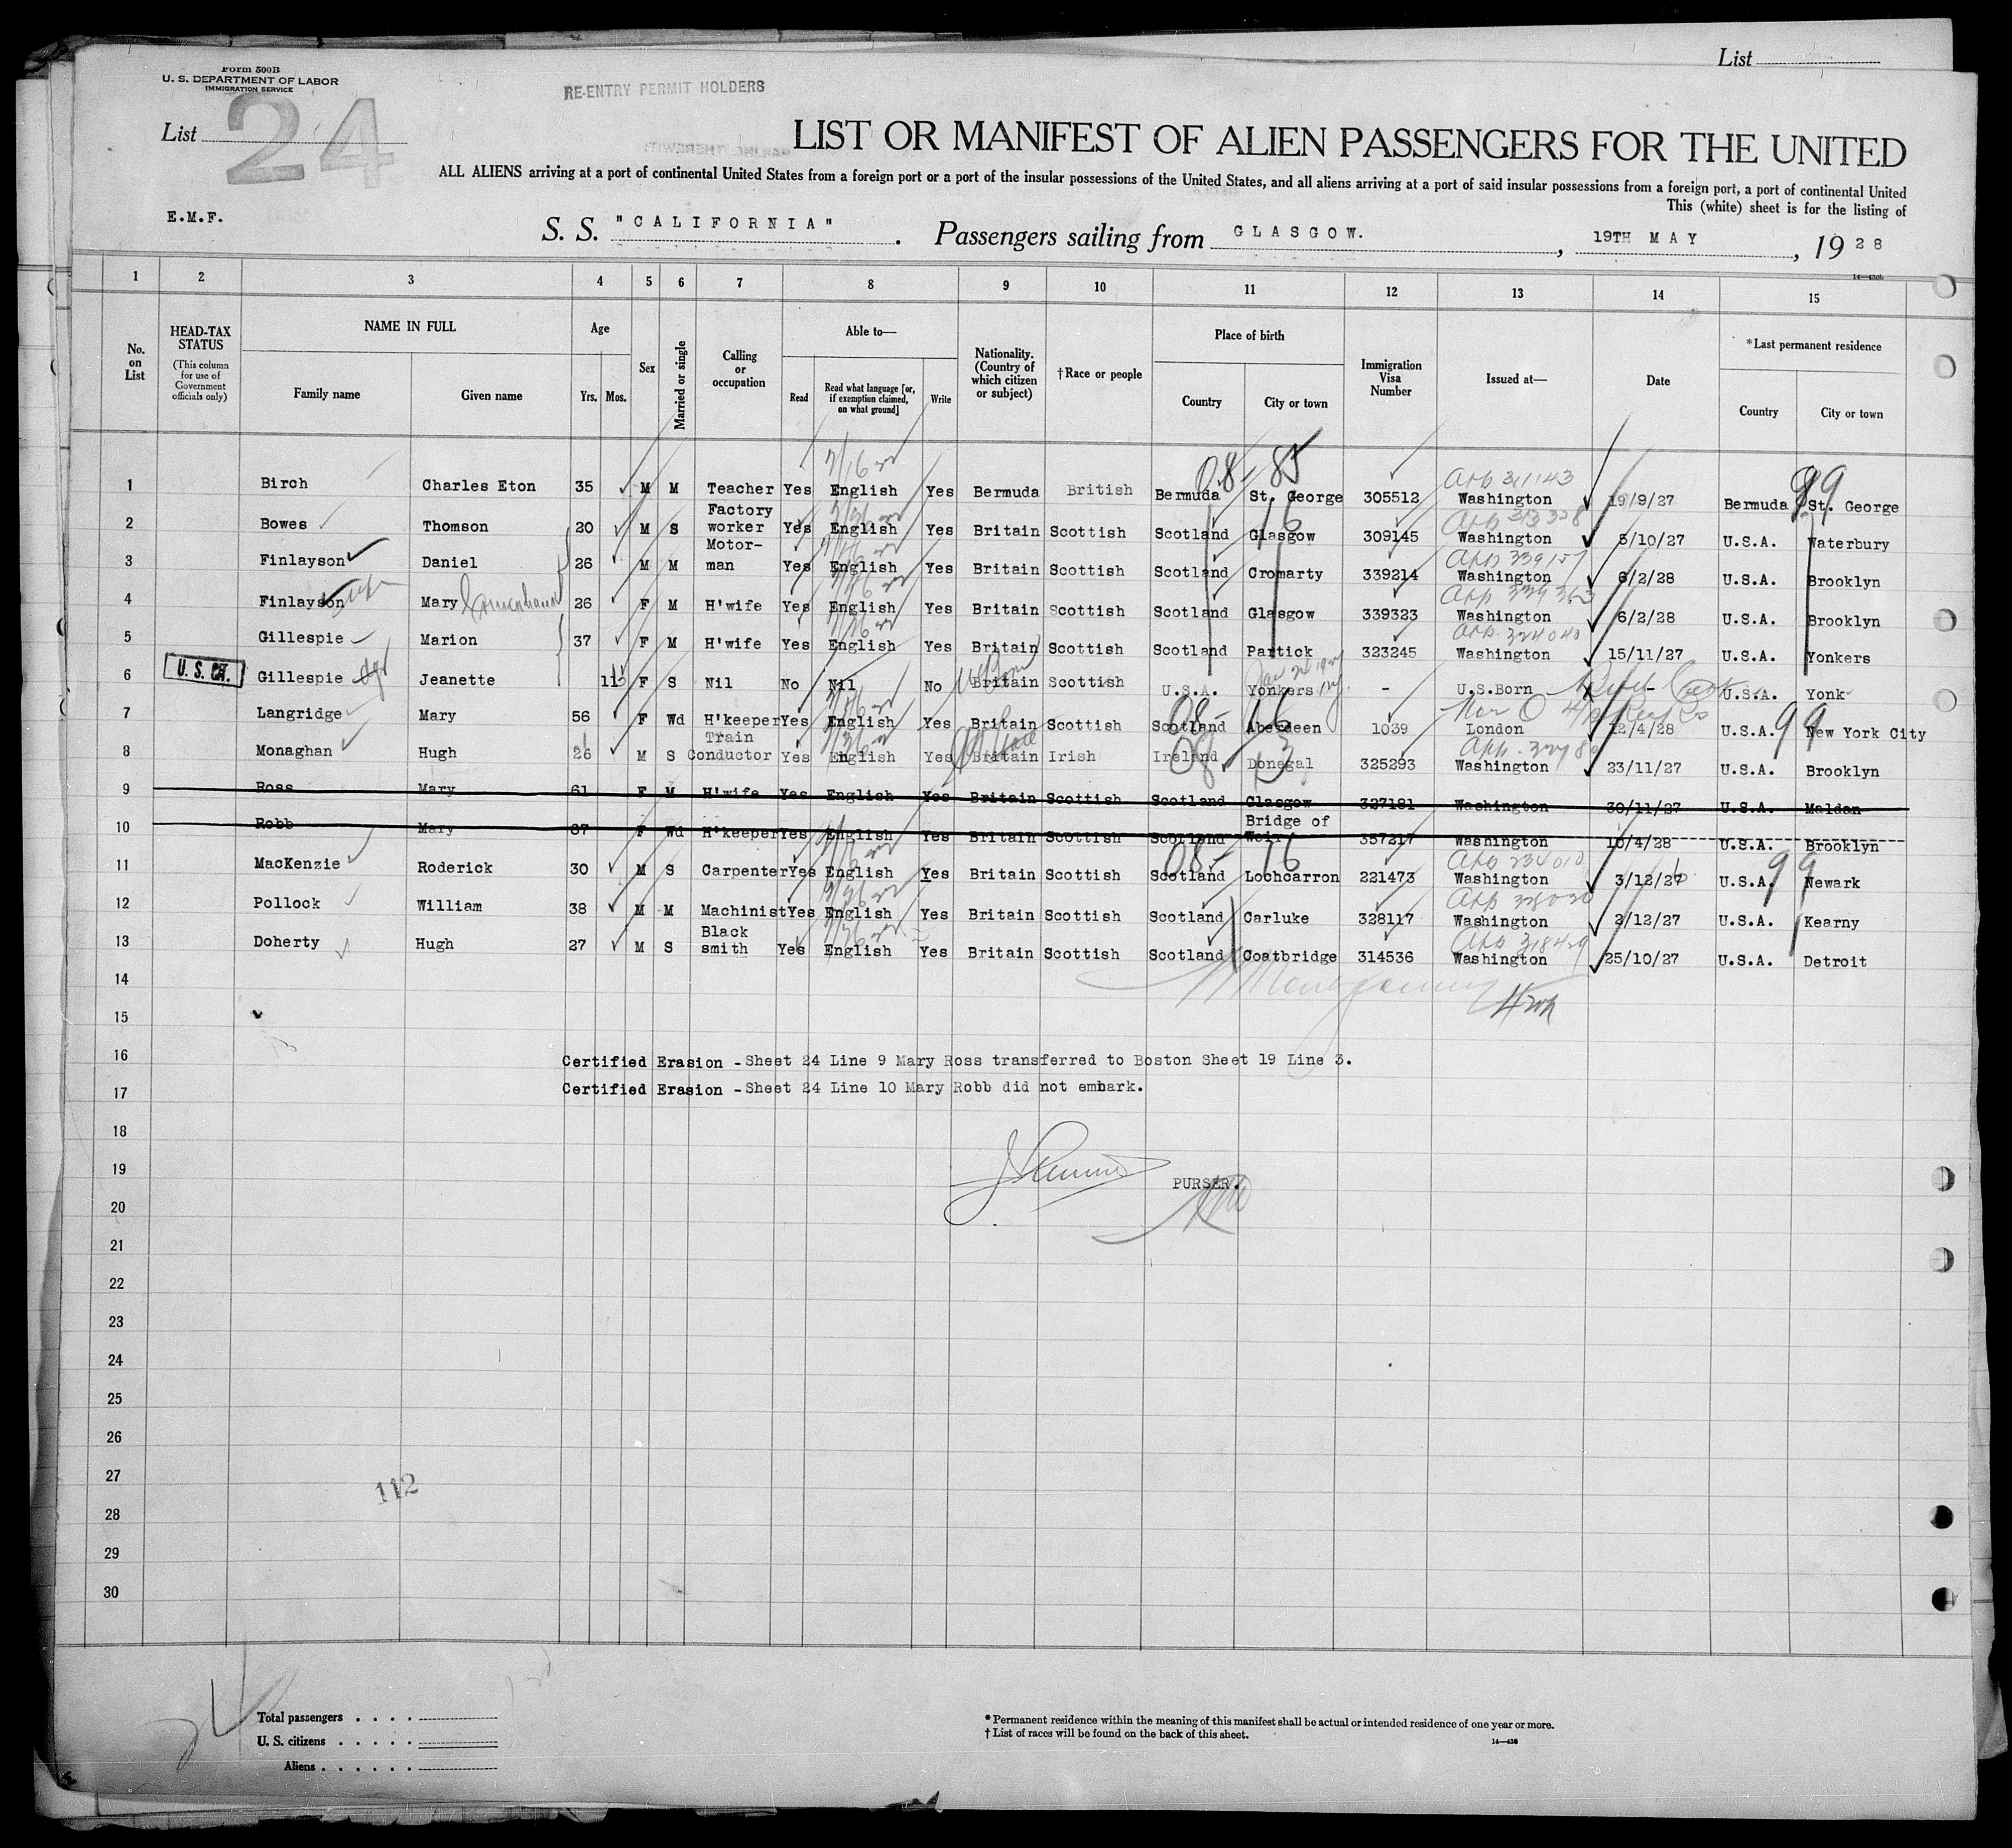 List
Form 500B
U. S. DEPARTMENT OF LABOR
IMMIGRATION SERVICE
RE-ENTRY PERMIT HOLDERS
List 24
LIST OR MANIFEST OF ALIEN PASSENGERS FOR THE UNITED
ALL ALIENS arriving at a port of continental United States from a foreign port or a port of the insular possessions of the United States, and all aliens arriving at a port of said insular possessions from a foreign port, a port of continental United
This (white) sheet is for the listing of
E.M.F.
S. S. "CALIFORNIA" . Passengers sailing from GLASGOW. , 19TH MAY , 1928
14—430b
1 2 3 4 5 6 7 8 9 10 11 12 13 14 15
No. on List
HEAD-TAX STATUS
(This column for use of Government officials only)
NAME IN FULL
Family name Given name
Age
Yrs. Mos.
Sex
Married or single
Calling or occupation
Able to—
Read Read what language [or, if exemption claimed, on what ground] Write
Nationality. (Country of which citizen or subject)
†Race or people
Place of birth
Country City or town
Immigration Visa Number
Issued at—
Date
*Last permanent residence
Country City or town
1 Birch Charles Eton 35 M M Teacher Yes English Yes Bermuda British Bermuda St. George 305512 Washington 19/9/27 Bermuda St. George
2 Bowes Thomson 20 M S Factory worker Yes English Yes Britain Scottish Scotland Glasgow 309145 Washington 5/10/27 U.S.A. Waterbury
3 Finlayson Daniel 26 M M Motor-man Yes English Yes Britain Scottish Scotland Cromarty 339214 Washington 6/2/28 U.S.A. Brooklyn
4 Finlayson Mary 26 F M H'wife Yes English Yes Britain Scottish Scotland Glasgow 339323 Washington 6/2/28 U.S.A. Brooklyn
5 Gillespie Marion 37 F M H'wife Yes English Yes Britain Scottish Scotland Partick 323245 Washington 15/11/27 U.S.A. Yonkers
U. S. CIT.
6 Gillespie Jeanette F S Nil No Nil No Britain Scottish U.S.A. Yonkers - U.S.Born - U.S.A. Yonk
7 Langridge Mary 56 F Wd H'keeper Yes English Yes Britain Scottish Scotland Aberdeen 1039 London 12/4/28 U.S.A. New York City
8 Monaghan Hugh 26 M S Train Conductor Yes English Yes Britain Irish Ireland Donegal 325293 Washington 23/11/27 U.S.A. Brooklyn
9 Ross Mary 61 F M H'wife Yes English Yes Britain Scottish Scotland Glasgow 327181 Washington 30/11/27 U.S.A. Malden
10 Robb Mary 67 F Wd H'keeper Yes English Yes Britain Scottish Scotland Bridge of Weir 357217 Washington 10/4/28 U.S.A. Brooklyn
11 MacKenzie Roderick 30 M S Carpenter Yes English Yes Britain Scottish Scotland Lochcarron 221473 Washington 3/12/26 U.S.A. Newark
12 Pollock William 38 M M Machinist Yes English Yes Britain Scottish Scotland Carluke 328117 Washington 2/12/27 U.S.A. Kearny
13 Doherty Hugh 27 M S Black smith Yes English Yes Britain Scottish Scotland Coatbridge 314536 Washington 25/10/27 U.S.A. Detroit
14
15
16 Certified Erasion - Sheet 24 Line 9 Mary Ross transferred to Boston Sheet 19 Line 3.
17 Certified Erasion - Sheet 24 Line 10 Mary Robb did not embark.
18
19
PURSER.
20
21
22
23
24
25
26
27
112
28
29
30
Total passengers . . . .
U. S. citizens . . . . .
Aliens . . . . . .
* Permanent residence within the meaning of this manifest shall be actual or intended residence of one year or more.
† List of races will be found on the back of this sheet.
14—430